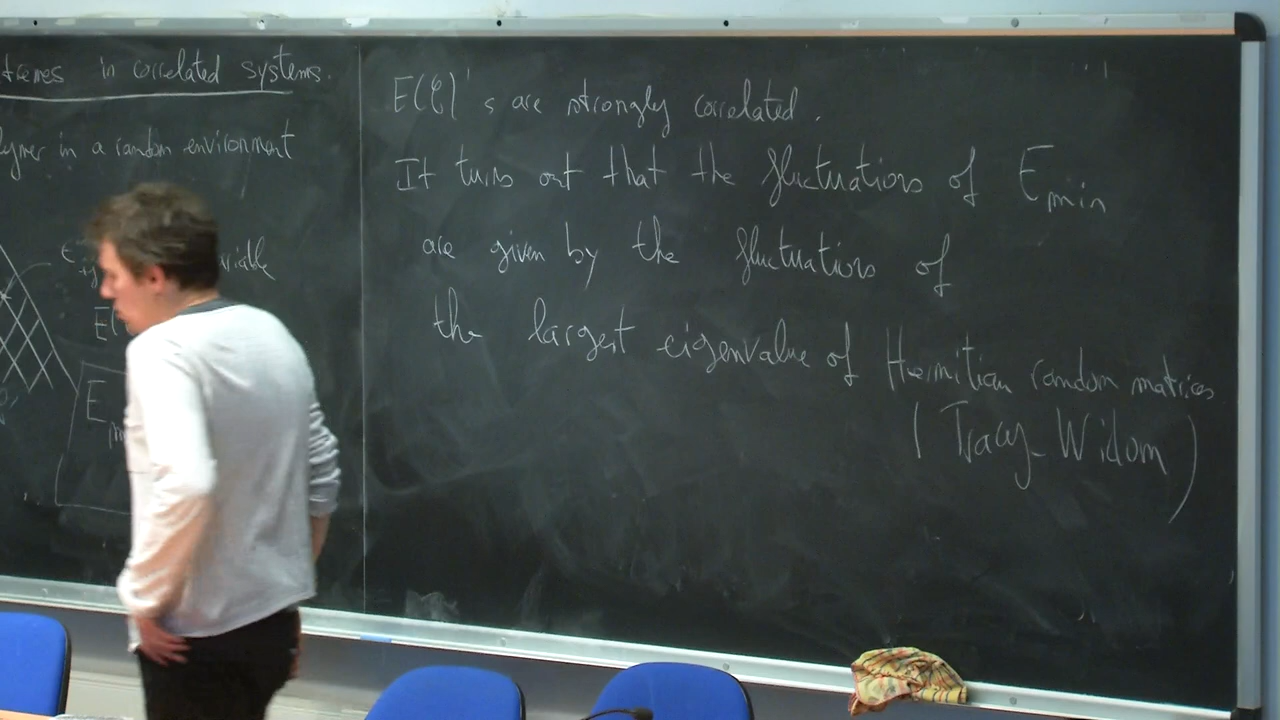 in correlated systems.
in a random environment
E(
E
E(ℓ)'s are strongly correlated.
It turns out that the fluctuations of Emin
are given by the fluctuations of
the largest eigenvalue of Hermitian random matrices
(Tracy-Widom)